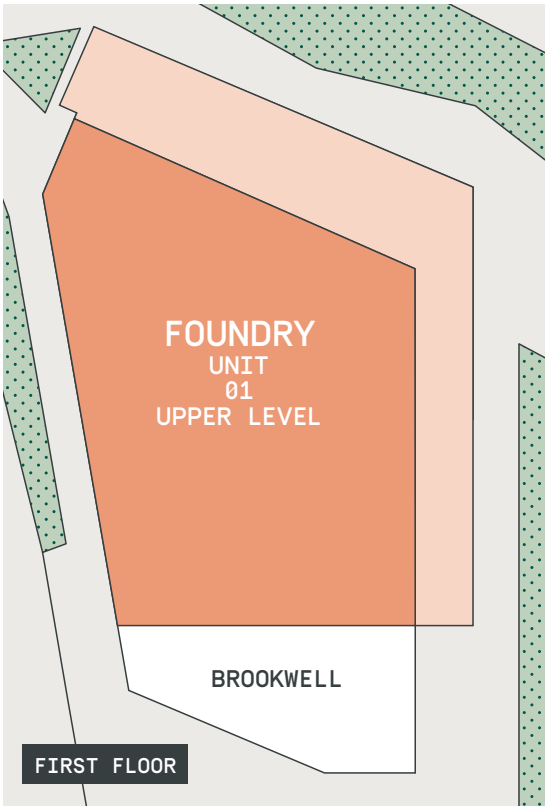 FOUNDRY
UNIT
01
UPPER LEVEL
BROOKWELL
FIRST FLOOR